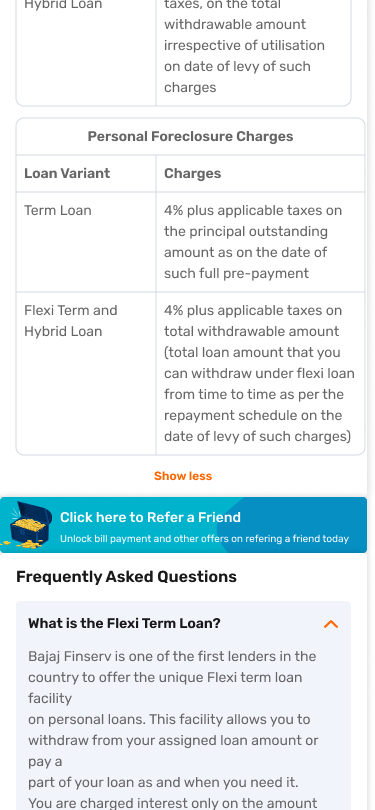 Hybrid Loan
taxes, on the total
withdrawable amount
irrespective of utilisation
on date of levy of such
charges
Personal Foreclosure Charges
Loan Variant
Charges
Term Loan
4% plus applicable taxes on
the principal outstanding
amount as on the date of
such full pre-payment
Flexi Term and
Hybrid Loan
4% plus applicable taxes on
total withdrawable amount
(total loan amount that you
can withdraw under flexi loan
from time to time as per the
repayment schedule on the
date of levy of such charges)
Show less
Click here to Refer a Friend
Unlock bill payment and other offers on refering a friend today
Frequently Asked Questions
What is the Flexi Term Loan?
Bajaj Finserv is one of the first lenders in the
country to offer the unique Flexi term loan
facility
on personal loans. This facility allows you to
withdraw from your assigned loan amount or
pay a
part of your loan as and when you need it.
You are charged interest only on the amount